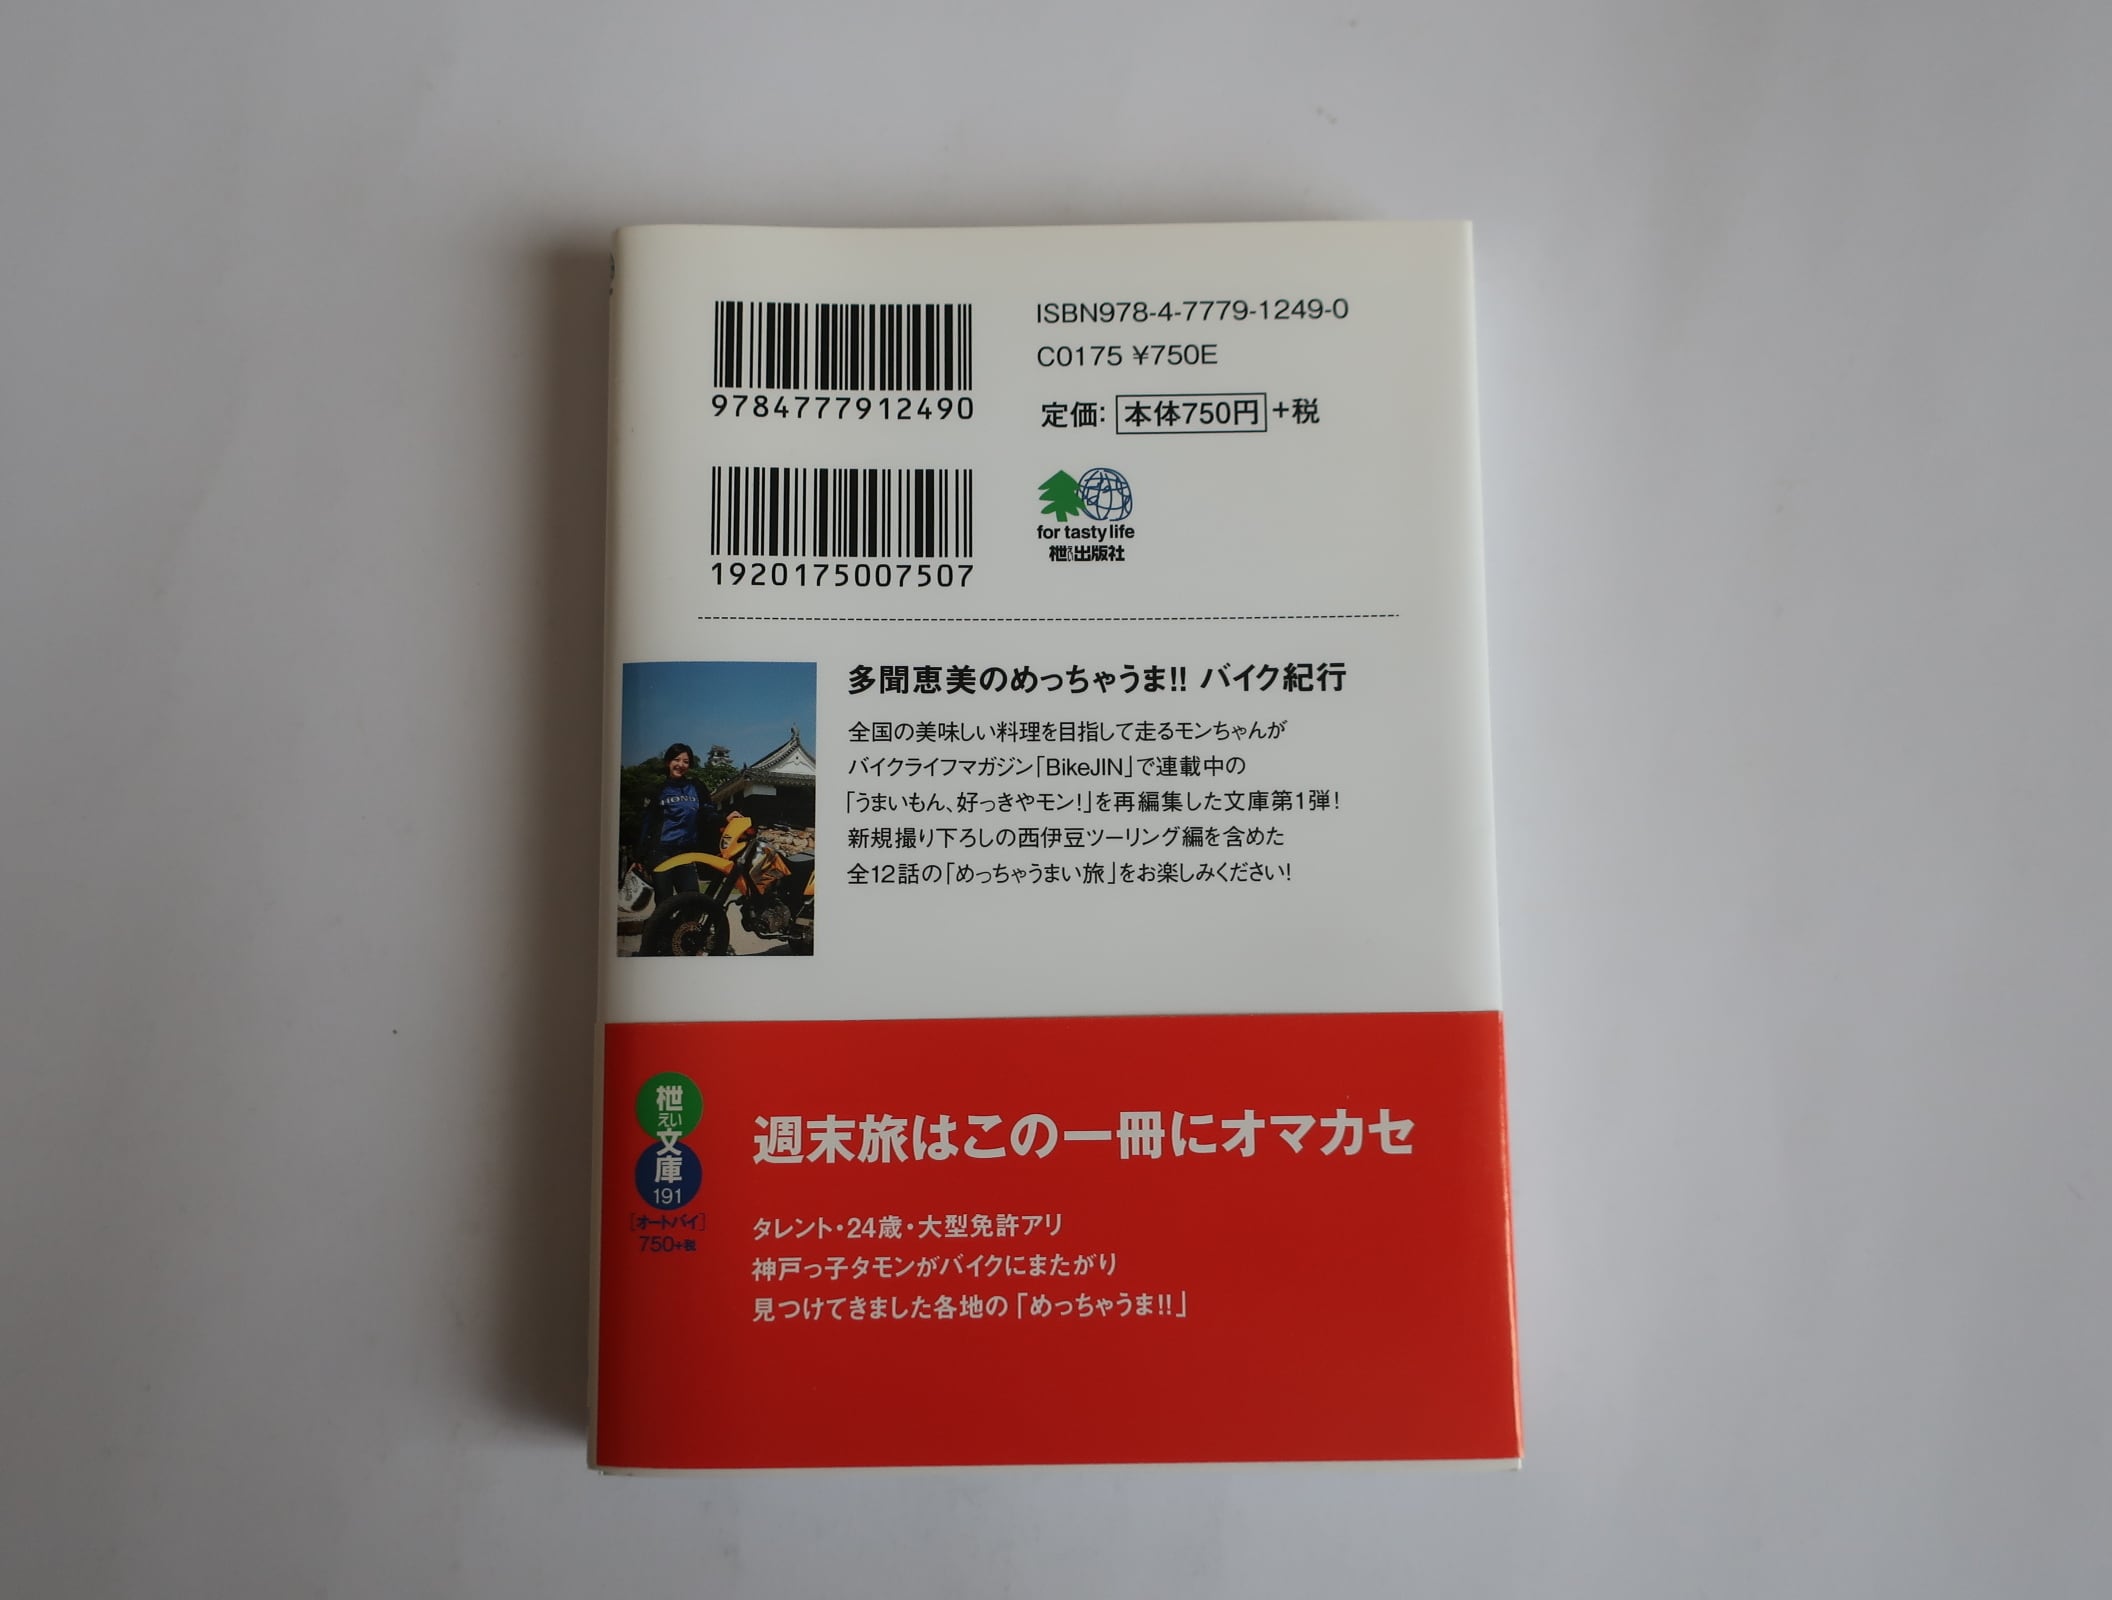 9784777912490
ISBN978-4-7779-1249-0
C0175 ¥750E
定価: 本体750円 +税
1920175007507
for tasty life
枻えい出版社
多聞恵美のめっちゃうま!! バイク紀行
全国の美味しい料理を目指して走るモンちゃんが
バイクライフマガジン「BikeJIN」で連載中の
「うまいもん、好っきやモン!」を再編集した文庫第1弾!
新規撮り下ろしの西伊豆ツーリング編を含めた
全12話の「めっちゃうまい旅」をお楽しみください!
HONDA
枻えい文庫
191
[オートバイ]
750+税
週末旅はこの一冊にオマカセ
タレント・24歳・大型免許アリ
神戸っ子タモンがバイクにまたがり
見つけてきました各地の「めっちゃうま!!」